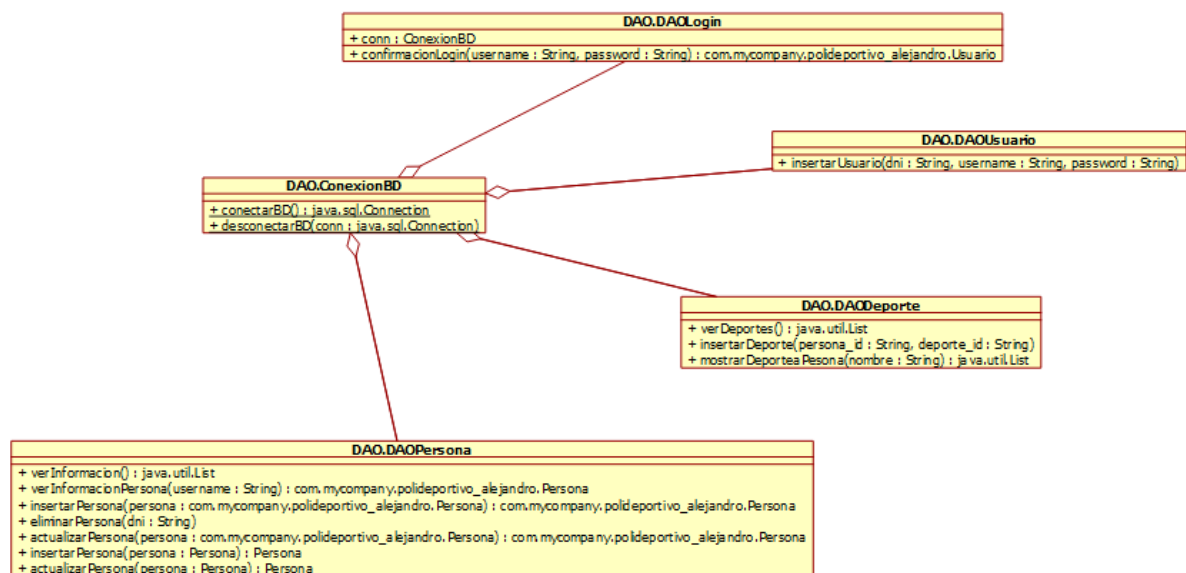 DAO.DAOLogin
+ conn : ConexionBD
+ confirmacionLogin(username : String, password : String) : com.mycompany.polideportivo_alejandro.Usuario
DAO.DAOUsuario
+ insertarUsuario(dni : String, username : String, password : String)
DAO.ConexionBD
+ conectarBD() : java.sql.Connection
+ desconectarBD(conn : java.sql.Connection)
DAO.DAODeporte
+ verDeportes() : java.util.List
+ insertarDeporte(persona_id : String, deporte_id : String)
+ mostrarDeporteaPesona(nombre : String) : java.util.List
DAO.DAOPersona
+ verInformacion() : java.util.List
+ verInformacionPersona(username : String) : com.mycompany.polideportivo_alejandro.Persona
+ insertarPersona(persona : com.mycompany.polideportivo_alejandro.Persona) : com.mycompany.polideportivo_alejandro.Persona
+ eliminarPersona(dni : String)
+ actualizarPersona(persona : com.mycompany.polideportivo_alejandro.Persona) : com.mycompany.polideportivo_alejandro.Persona
+ insertarPersona(persona : Persona) : Persona
+ actualizarPersona(persona : Persona) : Persona